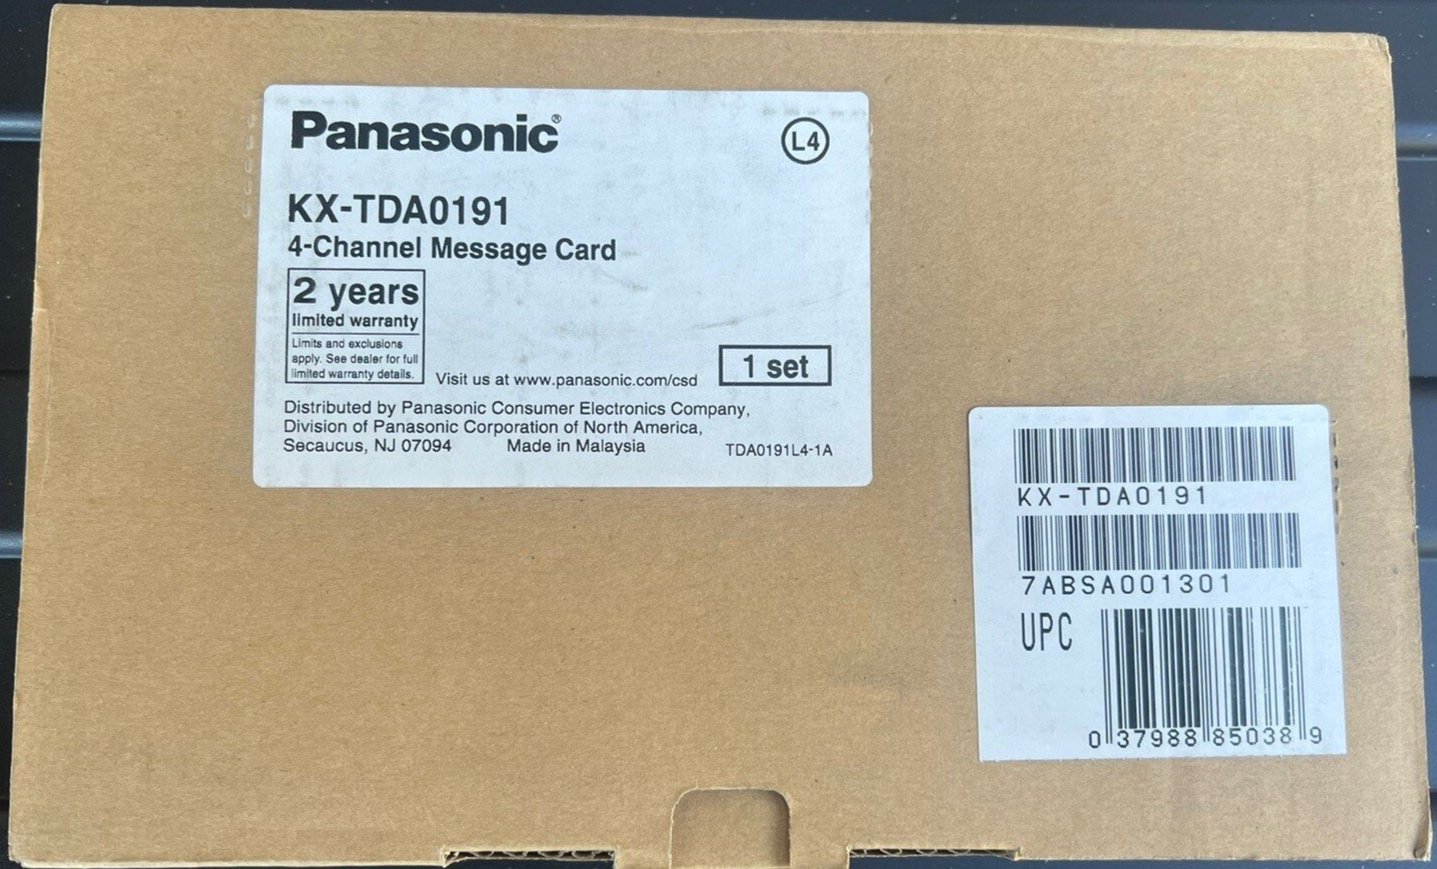 Panasonic®
L4
KX-TDA0191
4-Channel Message Card
2 years
limited warranty
Limits and exclusions
apply. See dealer for full
limited warranty details.
Visit us at www.panasonic.com/csd
1 set
Distributed by Panasonic Consumer Electronics Company,
Division of Panasonic Corporation of North America,
Secaucus, NJ 07094 Made in Malaysia
TDA0191L4-1A
KX-TDA0191
7ABSA001301
UPC
0 37988 85038 9